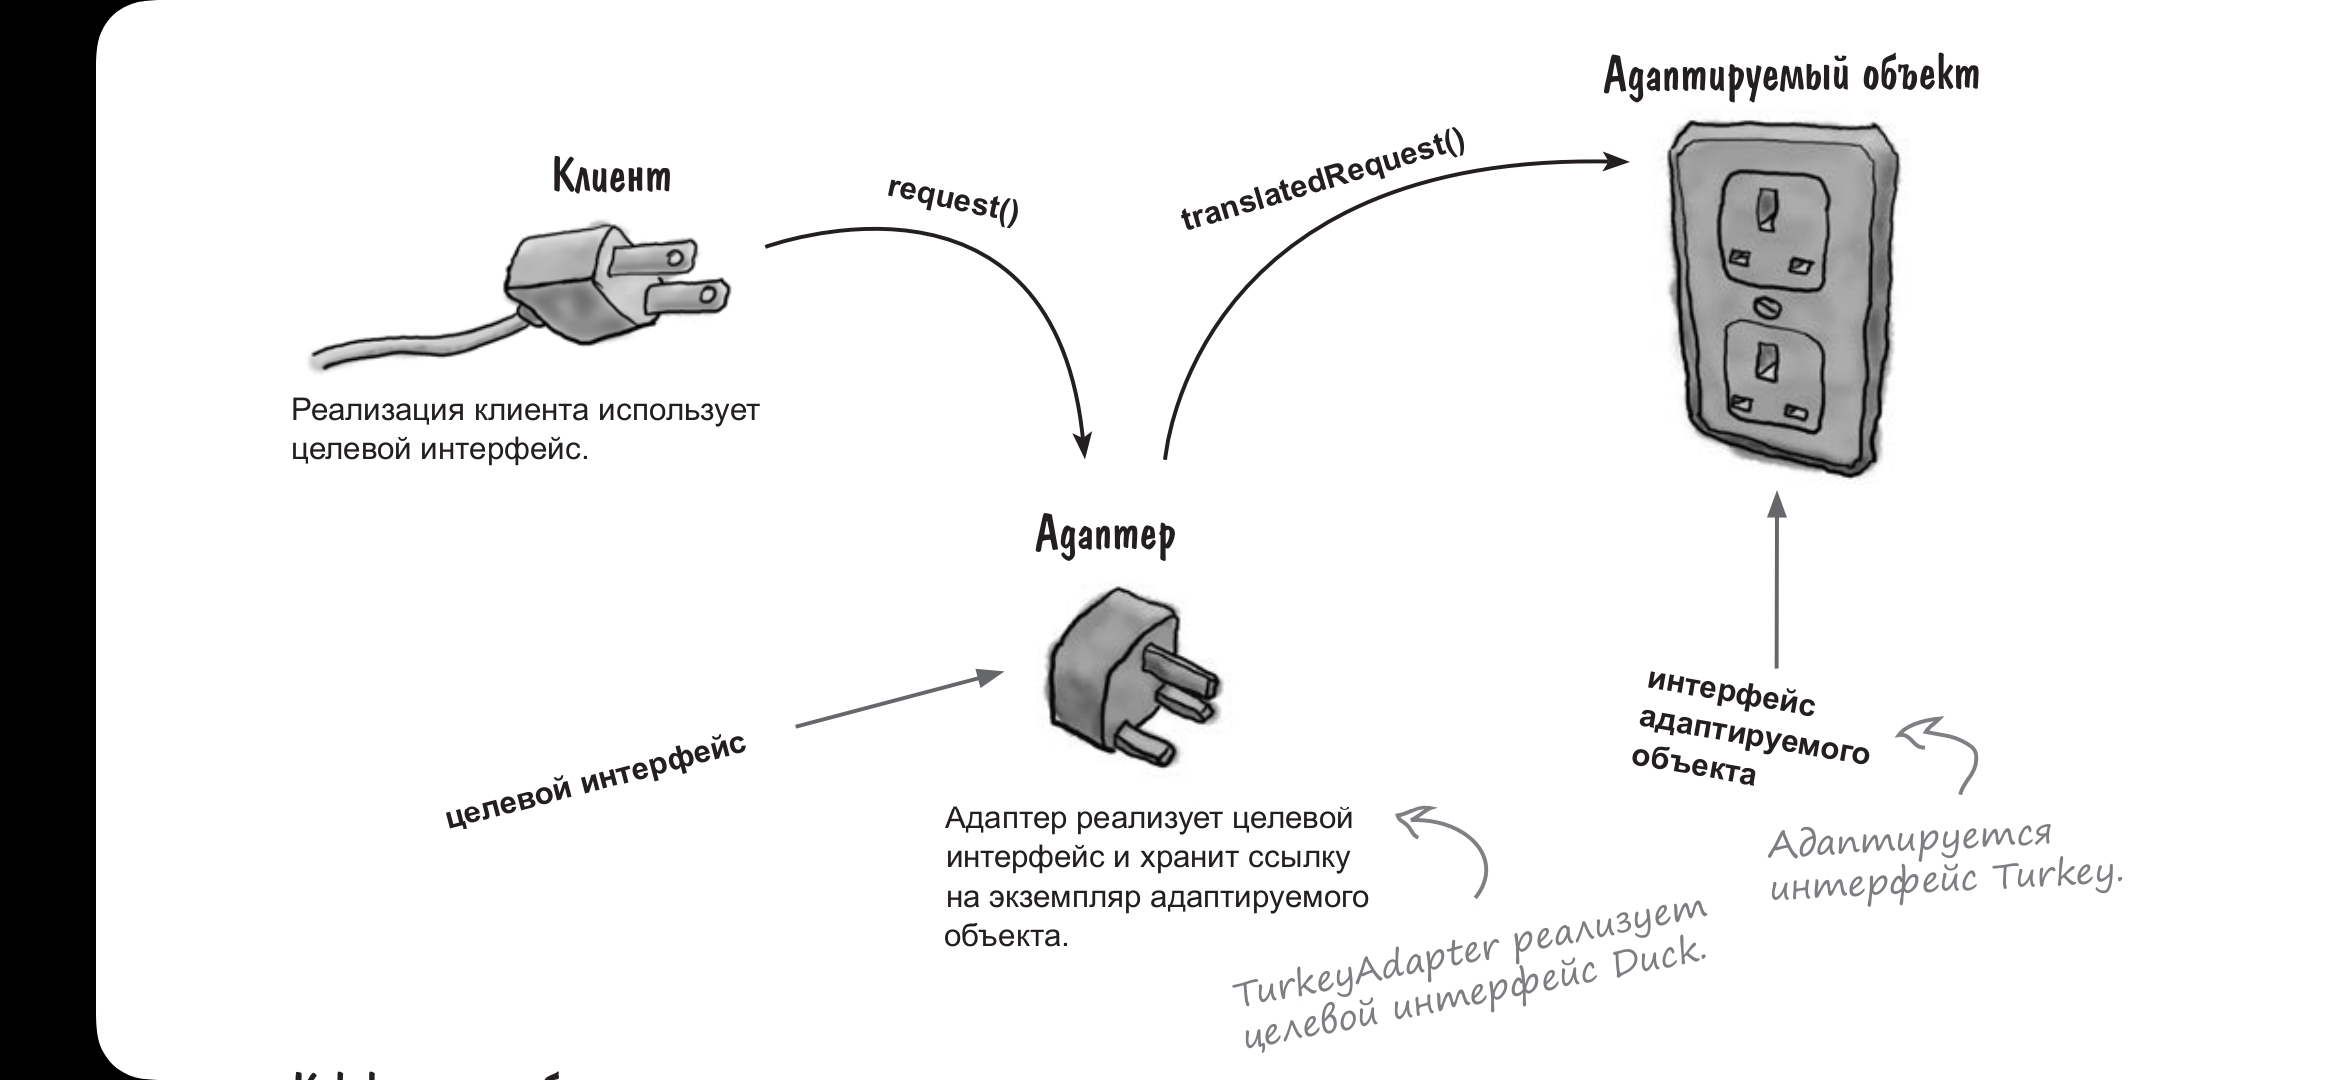 Адаптируемый объект
Клиент
request()
translatedRequest()
Реализация клиента использует
целевой интерфейс.
Адаптер
целевой интерфейс
интерфейс
адаптируемого
объекта
Адаптер реализует целевой
интерфейс и хранит ссылку
на экземпляр адаптируемого
объекта.
Адаптируется
интерфейс Turkey.
TurkeyAdapter реализует
целевой интерфейс Duck.